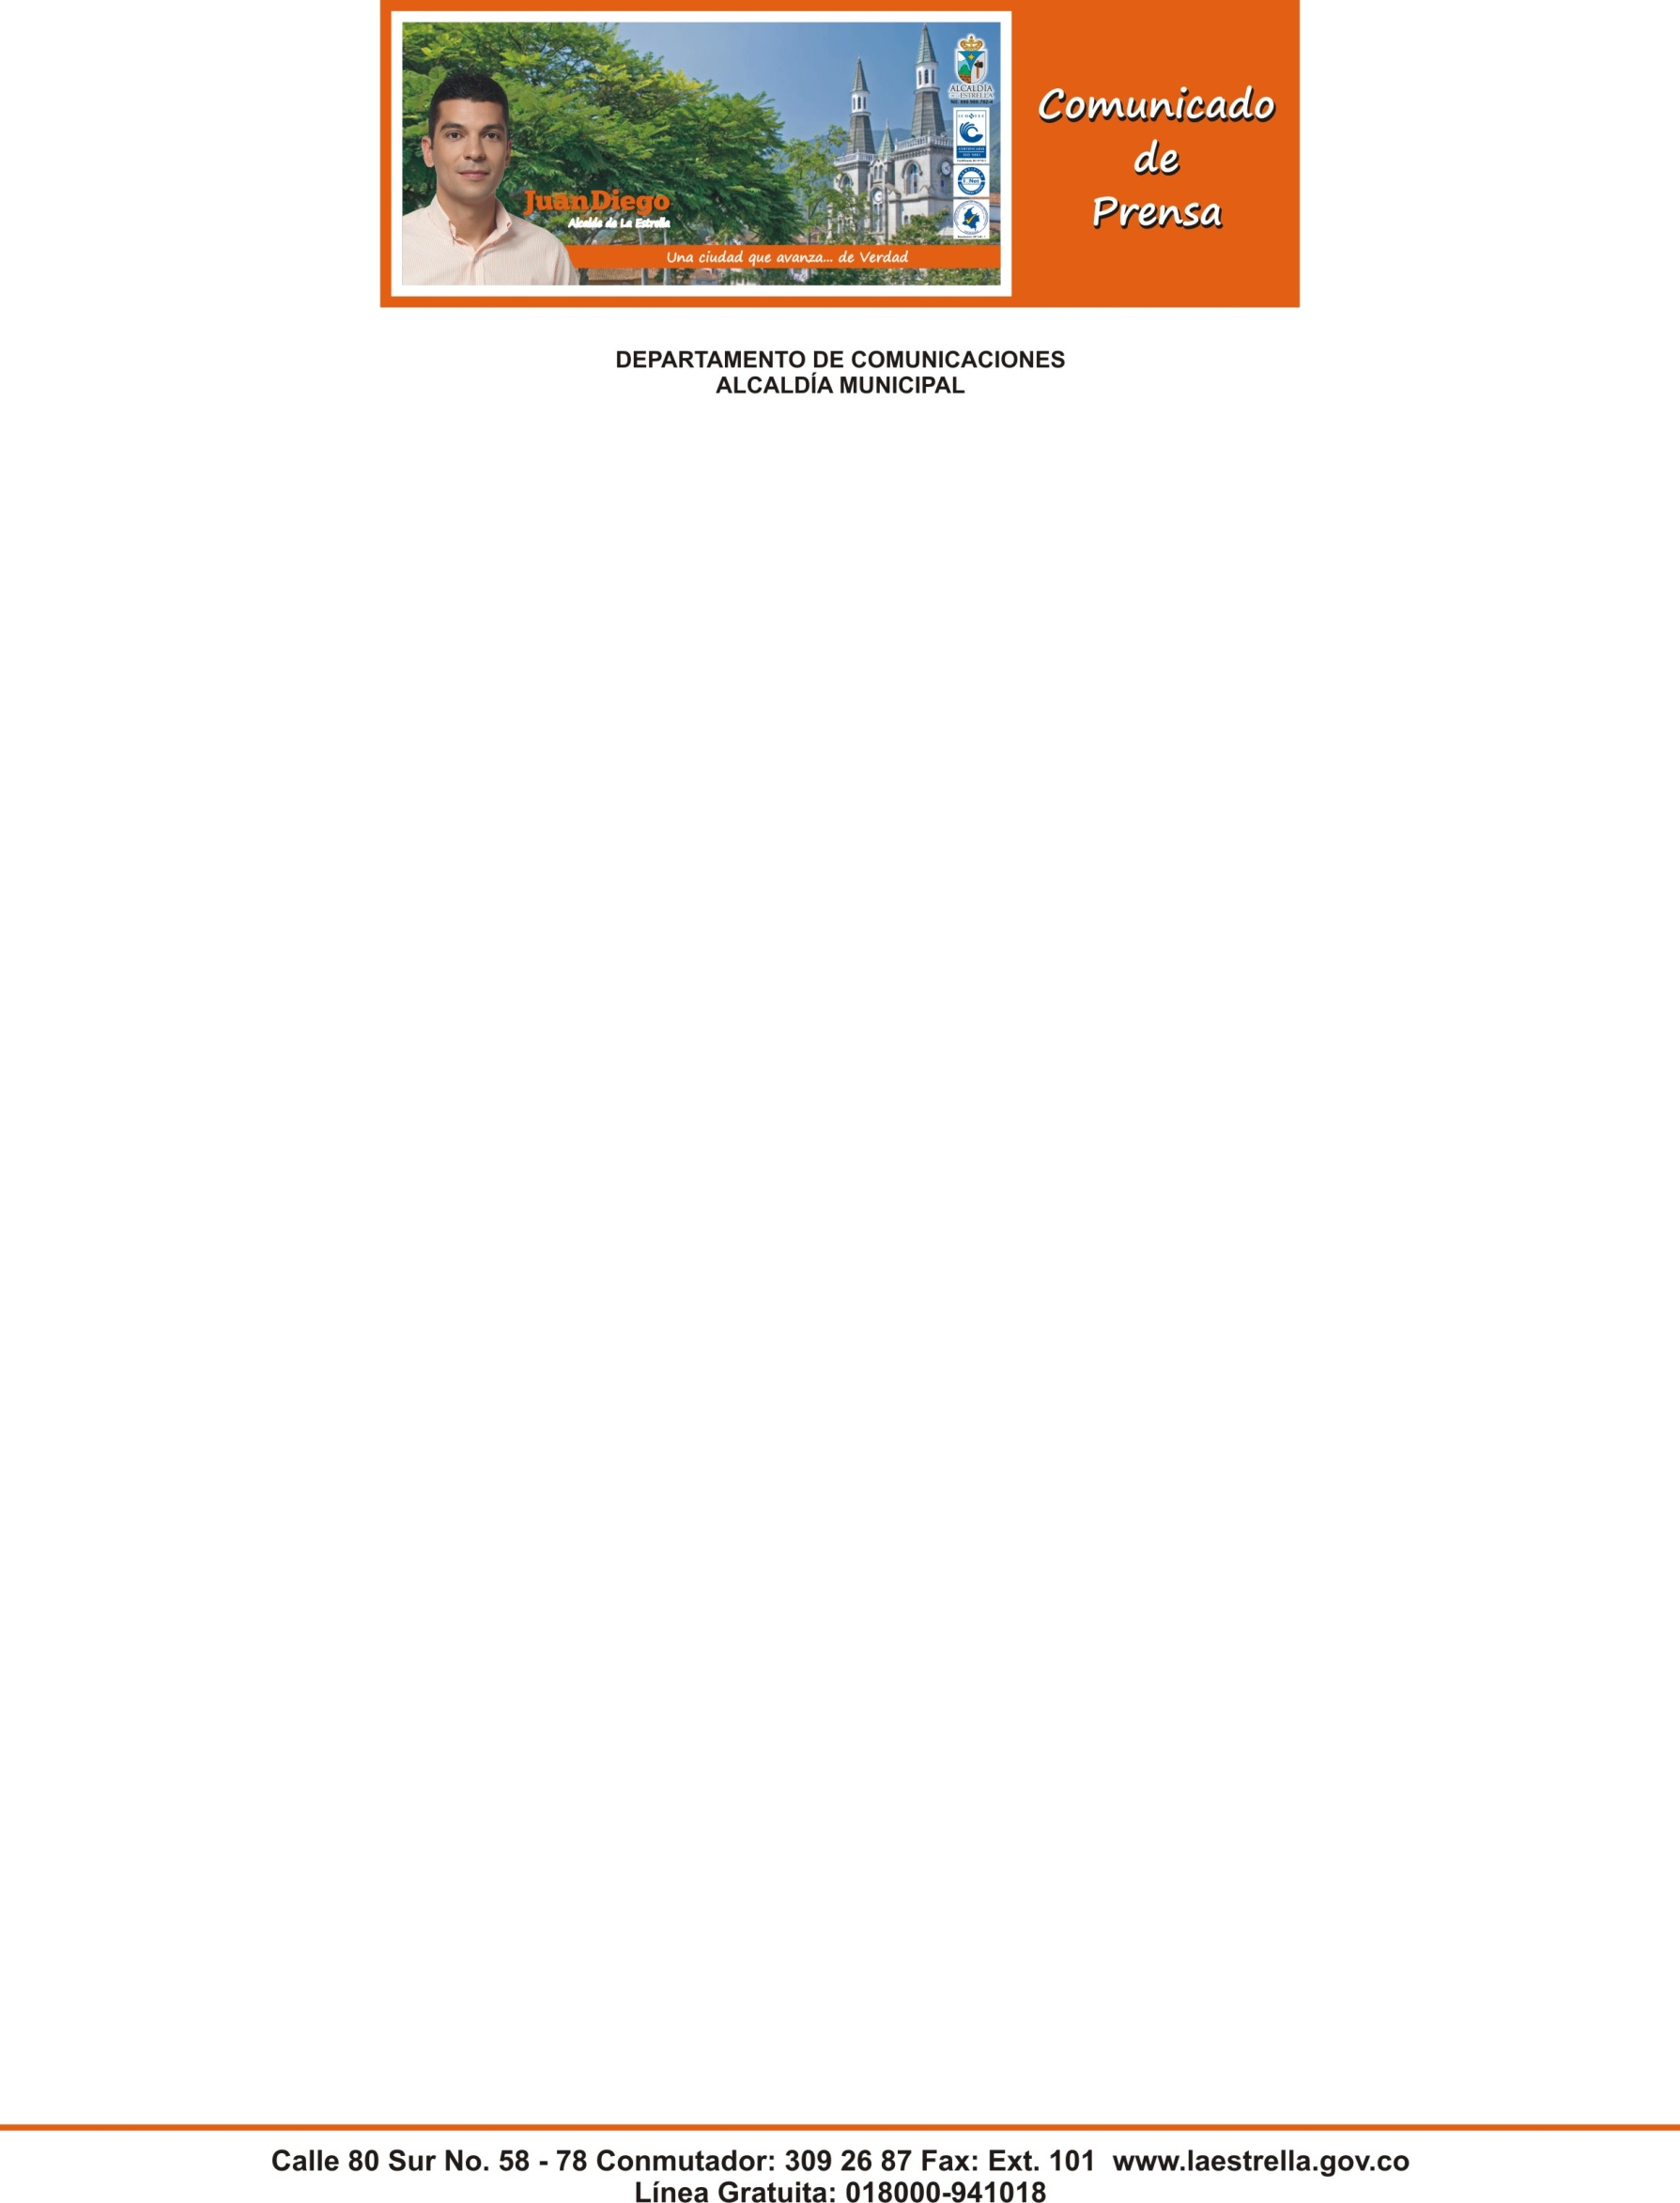 JuanDiego
Alcalde de La Estrella
Una ciudad que avanza... de Verdad
ALCALDÍA
Comunicado
de
Prensa
DEPARTAMENTO DE COMUNICACIONES
ALCALDÍA MUNICIPAL
Calle 80 Sur No. 58 - 78 Conmutador: 309 26 87 Fax: Ext. 101 www.laestrella.gov.co
Línea Gratuita: 018000-941018